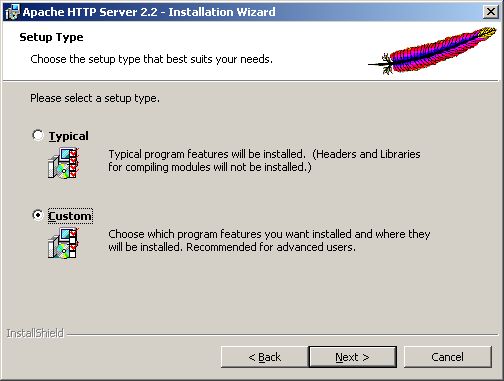 Apache HTTP Server 2.2 - Installation Wizard
Setup Type
Choose the setup type that best suits your needs.
Please select a setup type.
Typical
Typical program features will be installed. (Headers and Libraries
for compiling modules will not be installed.)
Custom
Choose which program features you want installed and where they
will be installed. Recommended for advanced users.
InstallShield
< Back
Next >
Cancel